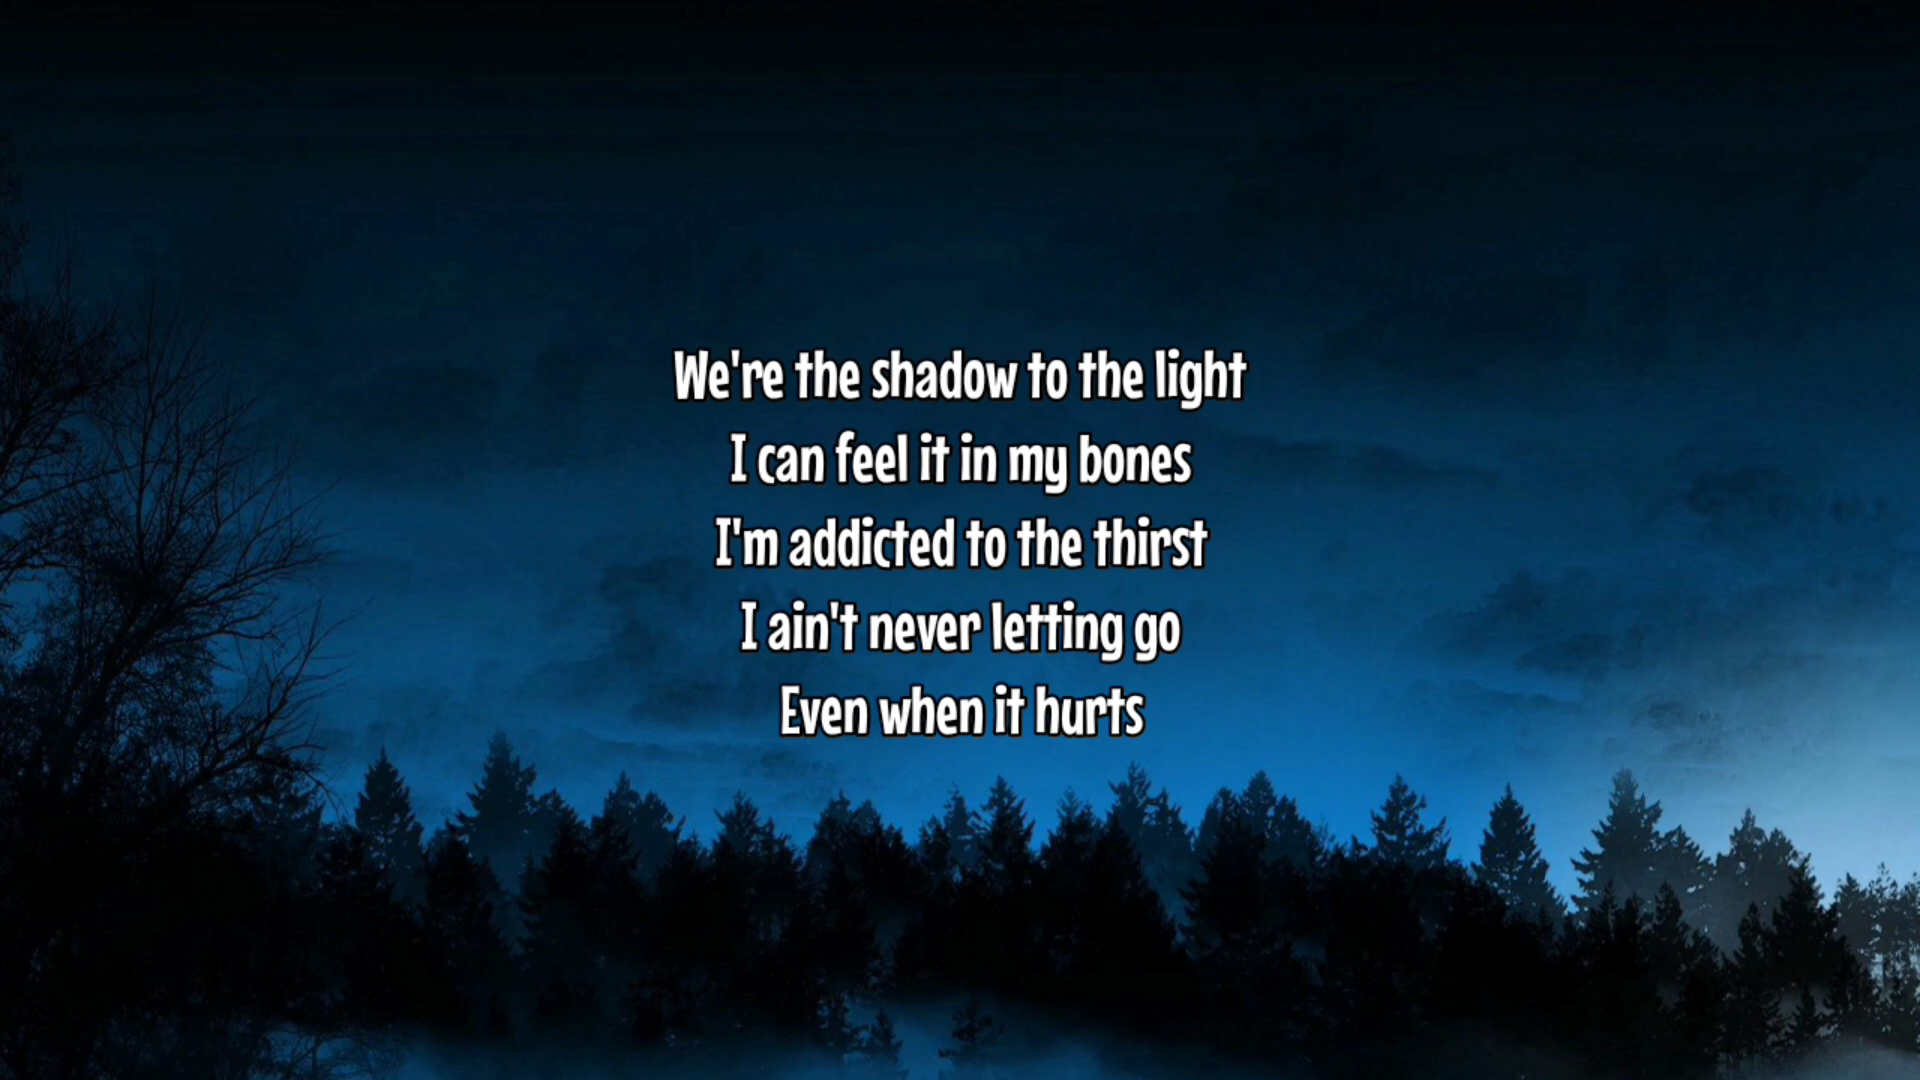 We're the shadow to the light
I can feel it in my bones
I'm addicted to the thirst
I ain't never letting go
Even when it hurts